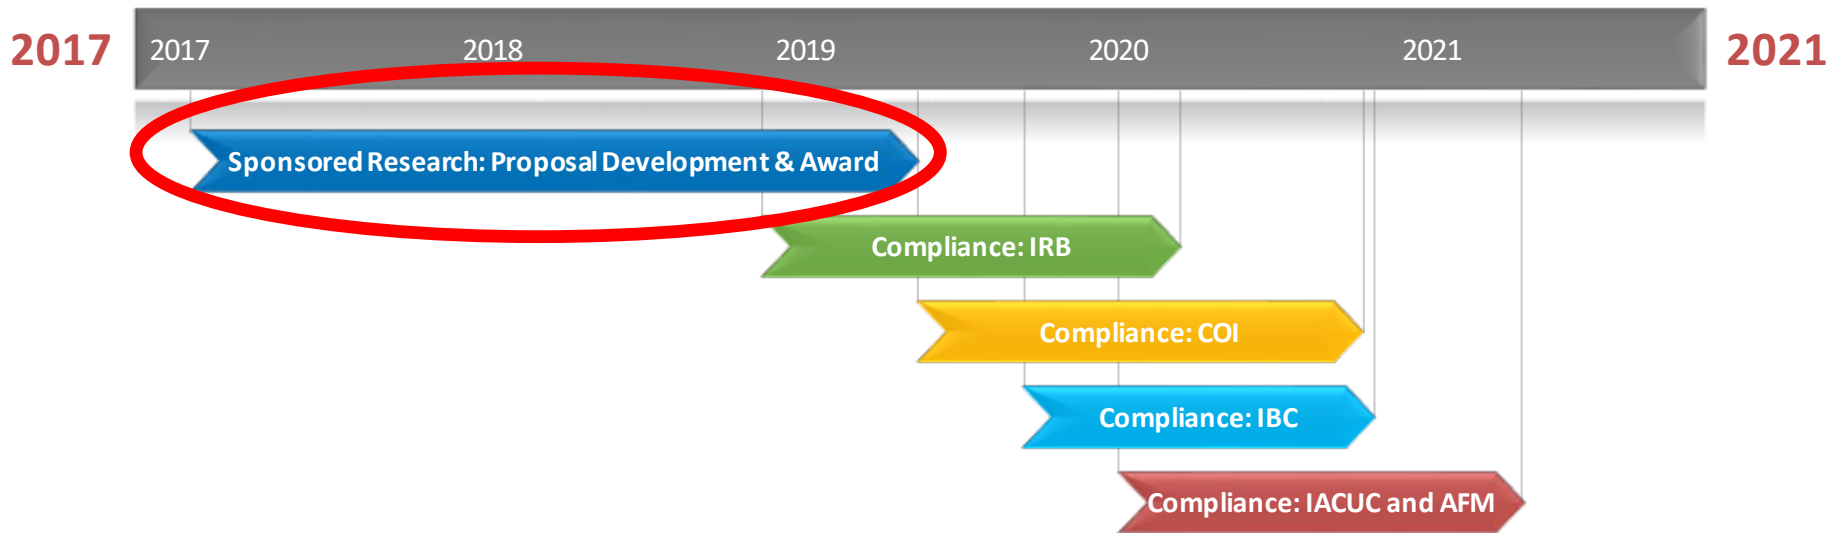 2017 2017 2018 2019 2020 2021 2021
Sponsored Research: Proposal Development & Award
Compliance: IRB
Compliance: COI
Compliance: IBC
Compliance: IACUC and AFM